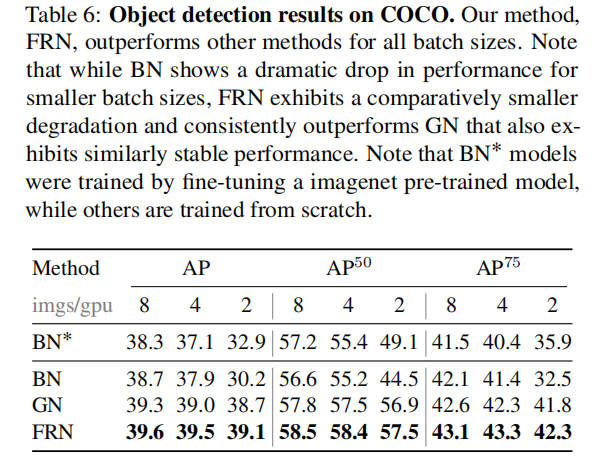 Table 6: Object detection results on COCO. Our method,
FRN, outperforms other methods for all batch sizes. Note
that while BN shows a dramatic drop in performance for
smaller batch sizes, FRN exhibits a comparatively smaller
degradation and consistently outperforms GN that also ex-
hibits similarly stable performance. Note that BN* models
were trained by fine-tuning a imagenet pre-trained model,
while others are trained from scratch.
Method AP AP50 AP75
imgs/gpu 8 4 2 8 4 2 8 4 2
BN* 38.3 37.1 32.9 57.2 55.4 49.1 41.5 40.4 35.9
BN 38.7 37.9 30.2 56.6 55.2 44.5 42.1 41.4 32.5
GN 39.3 39.0 38.7 57.8 57.5 56.9 42.6 42.3 41.8
FRN 39.6 39.5 39.1 58.5 58.4 57.5 43.1 43.3 42.3